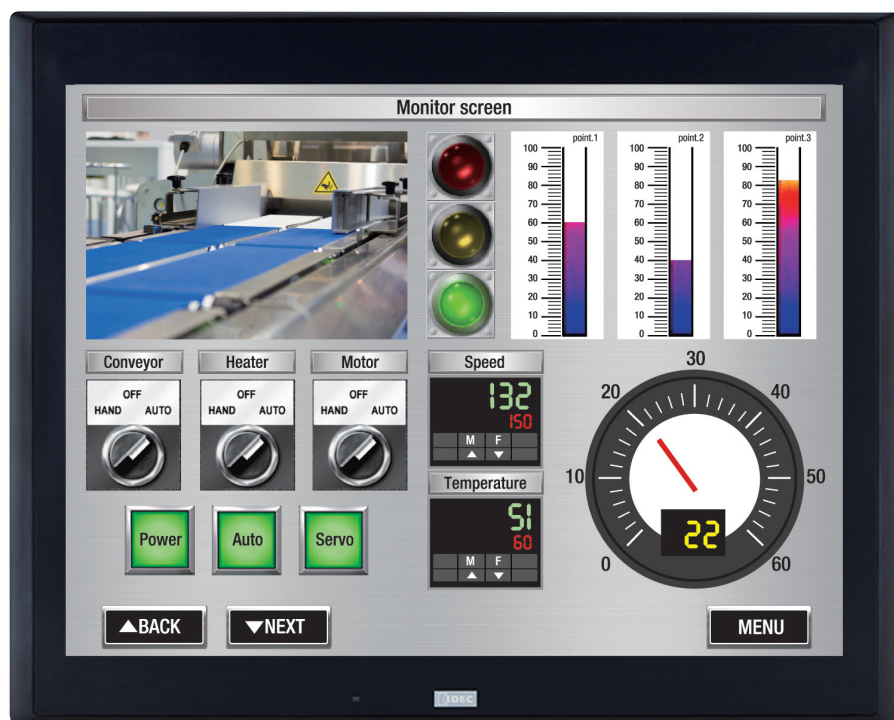 Monitor screen
point.1
100
90
80
70
60
50
40
30
20
10
0
point.2
100
90
80
70
60
50
40
30
20
10
0
point.3
100
90
80
70
60
50
40
30
20
10
0
Conveyor
OFF
HAND AUTO
Heater
OFF
HAND AUTO
Motor
OFF
HAND AUTO
Speed
132
150
M F
Temperature
51
60
M F
0
10
20
30
40
50
60
22
Power
Auto
Servo
▲BACK
▼NEXT
MENU
IDEC